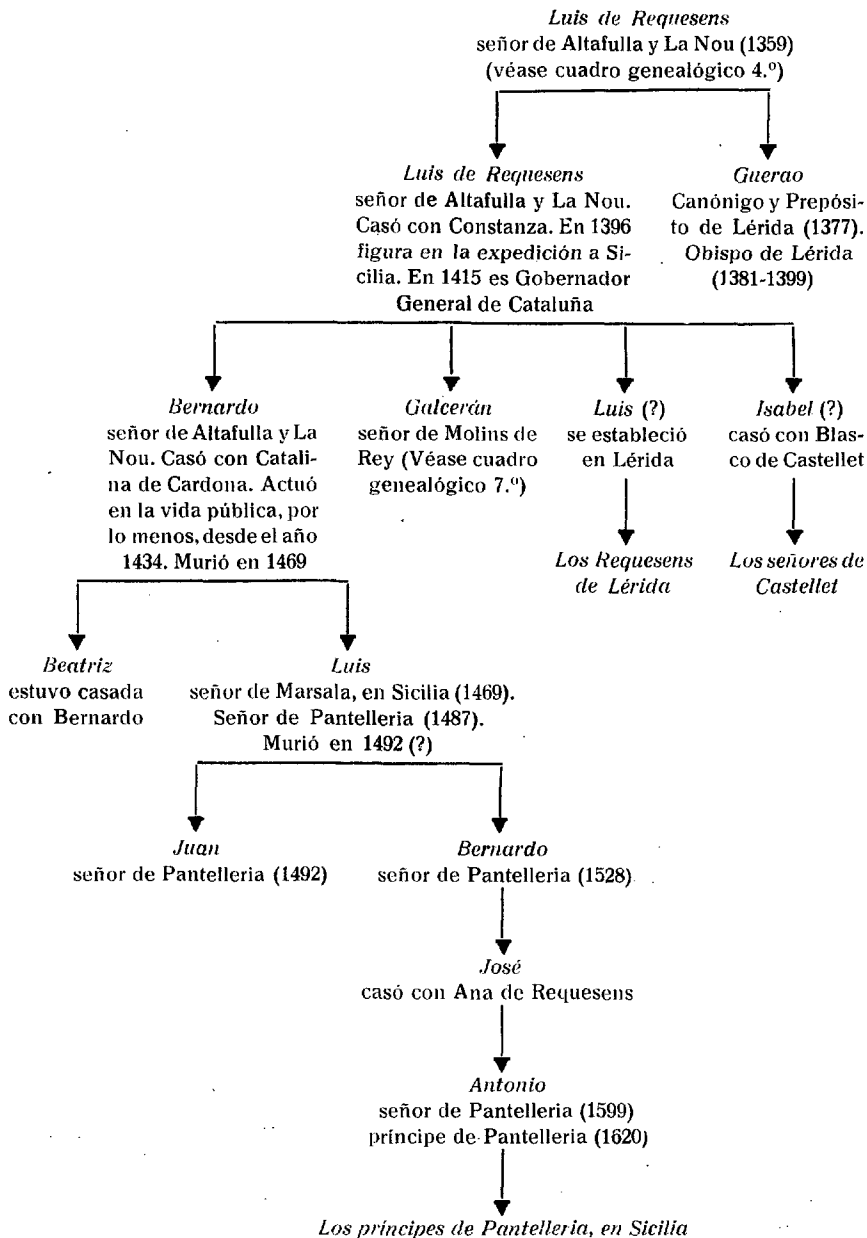 Luis de Requesens
señor de Altafulla y La Nou (1359)
(véase cuadro genealógico 4.º)
Luis de Requesens
señor de Altafulla y La Nou.
Casó con Constanza. En 1396
figura en la expedición a Si-
cilia. En 1415 es Gobernador
General de Cataluña
Guerao
Canónigo y Prepósi-
to de Lérida (1377).
Obispo de Lérida
(1381-1399)
Bernardo
señor de Altafulla y La
Nou. Casó con Catali-
na de Cardona. Actuó
en la vida pública, por
lo menos, desde el año
1434. Murió en 1469
Galcerán
señor de Molins de
Rey (Véase cuadro
genealógico 7.º)
Luis (?)
se estableció
en Lérida
Isabel (?)
casó con Blas-
co de Castellet
Los Requesens
de Lérida
Los señores de
Castellet
Beatriz
estuvo casada
con Bernardo
Luis
señor de Marsala, en Sicilia (1469).
Señor de Pantelleria (1487).
Murió en 1492 (?)
Juan
señor de Pantelleria (1492)
Bernardo
señor de Pantelleria (1528)
José
casó con Ana de Requesens
Antonio
señor de Pantelleria (1599)
príncipe de Pantelleria (1620)
Los príncipes de Pantelleria, en Sicilia